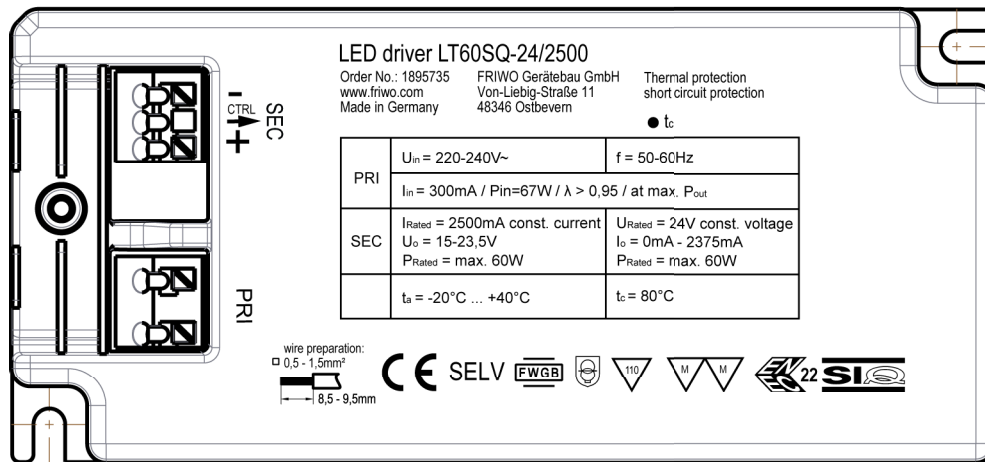 LED driver LT60SQ-24/2500
Order No.: 1895735
www.friwo.com
Made in Germany
FRIWO Gerätebau GmbH
Von-Liebig-Straße 11
48346 Ostbevern
Thermal protection
short circuit protection
tc
-
CTRL
+
SEC
PRI
PRI
Uin = 220-240V~
f = 50-60Hz
Iin = 300mA / Pin=67W / λ > 0,95 / at max. Pout
SEC
IRated = 2500mA const. current
Uo = 15-23,5V
PRated = max. 60W
URated = 24V const. voltage
Io = 0mA - 2375mA
PRated = max. 60W
ta = -20°C ... +40°C
tc = 80°C
wire preparation:
0,5 - 1,5mm²
8,5 - 9,5mm
CE
SELV
FWGB
110
M
M
ENEC
22
SIQ